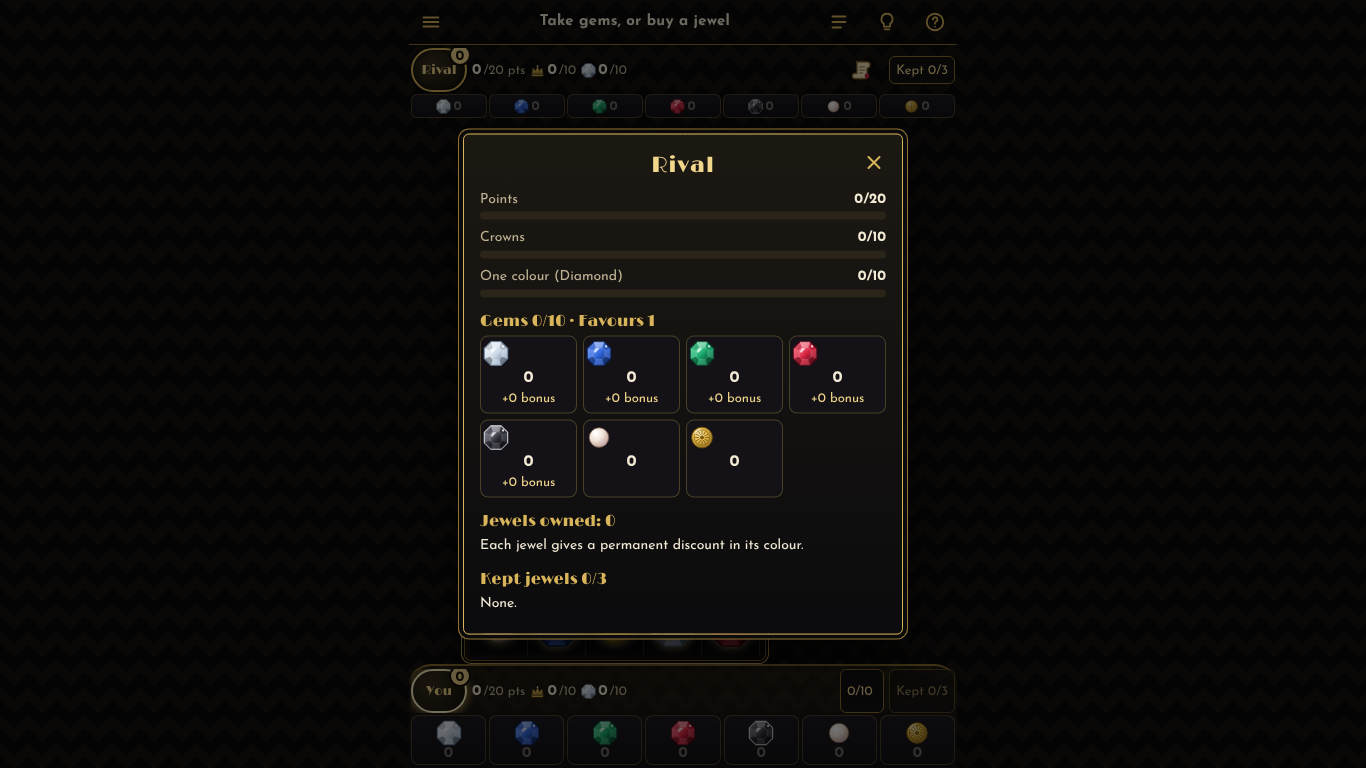 Take gems, or buy a jewel
Rival 0 0/20 pts 0/10 0/10 Kept 0/3
0 0 0 0 0 0 0
Rival
Points 0/20
Crowns 0/10
One colour (Diamond) 0/10
Gems 0/10 · Favours 1
0 0 0 0
+0 bonus +0 bonus +0 bonus +0 bonus
0 0 0
+0 bonus
Jewels owned: 0
Each jewel gives a permanent discount in its colour.
Kept jewels 0/3
None.
You 0 0/20 pts 0/10 0/10 0/10 Kept 0/3
0 0 0 0 0 0 0